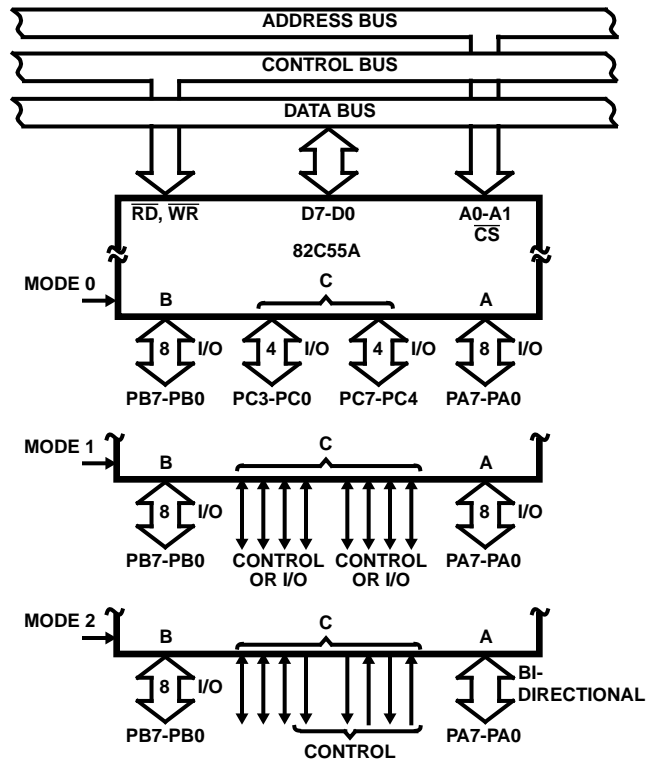 ADDRESS BUS
CONTROL BUS
DATA BUS
RD, WR D7-D0 A0-A1
CS
82C55A
MODE 0
B C A
8 I/O 4 I/O 4 I/O 8 I/O
PB7-PB0 PC3-PC0 PC7-PC4 PA7-PA0
MODE 1
B C A
8 I/O 8 I/O
PB7-PB0 CONTROL OR I/O CONTROL OR I/O PA7-PA0
MODE 2
B C A
8 I/O BI-
DIRECTIONAL
PB7-PB0 CONTROL PA7-PA0